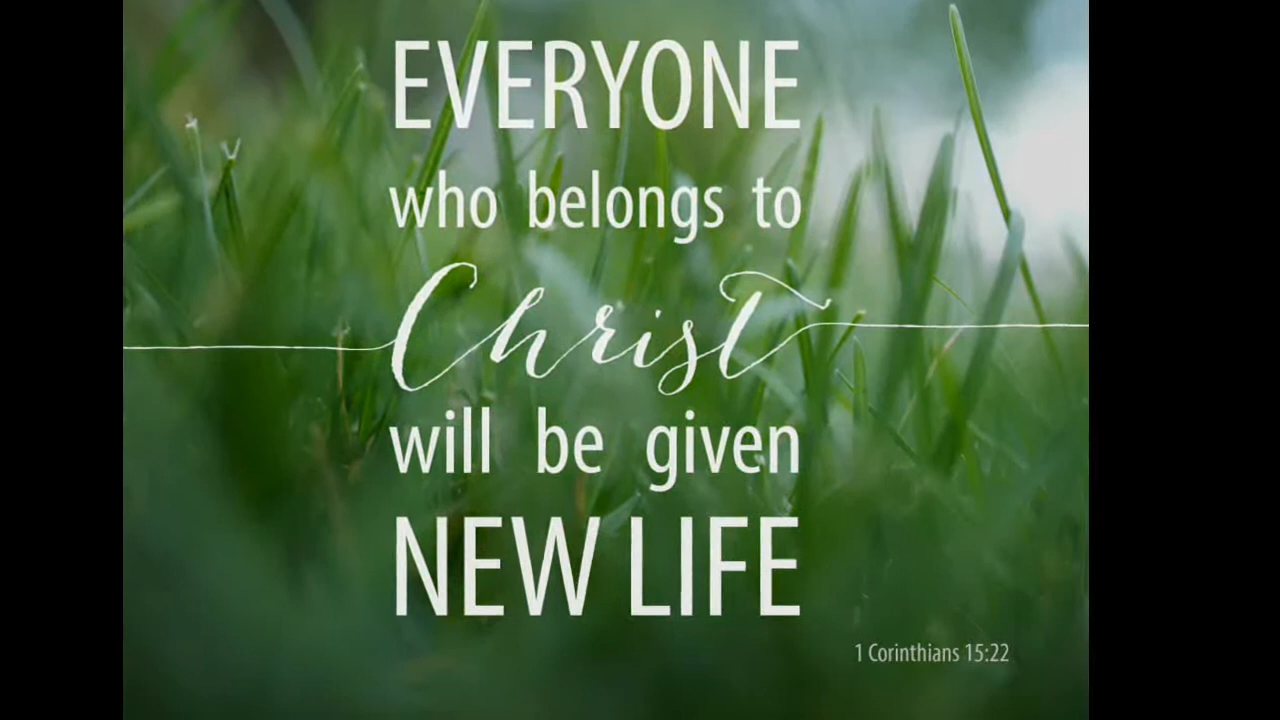 EVERYONE
who belongs to
Christ
will be given
NEW LIFE
1 Corinthians 15:22